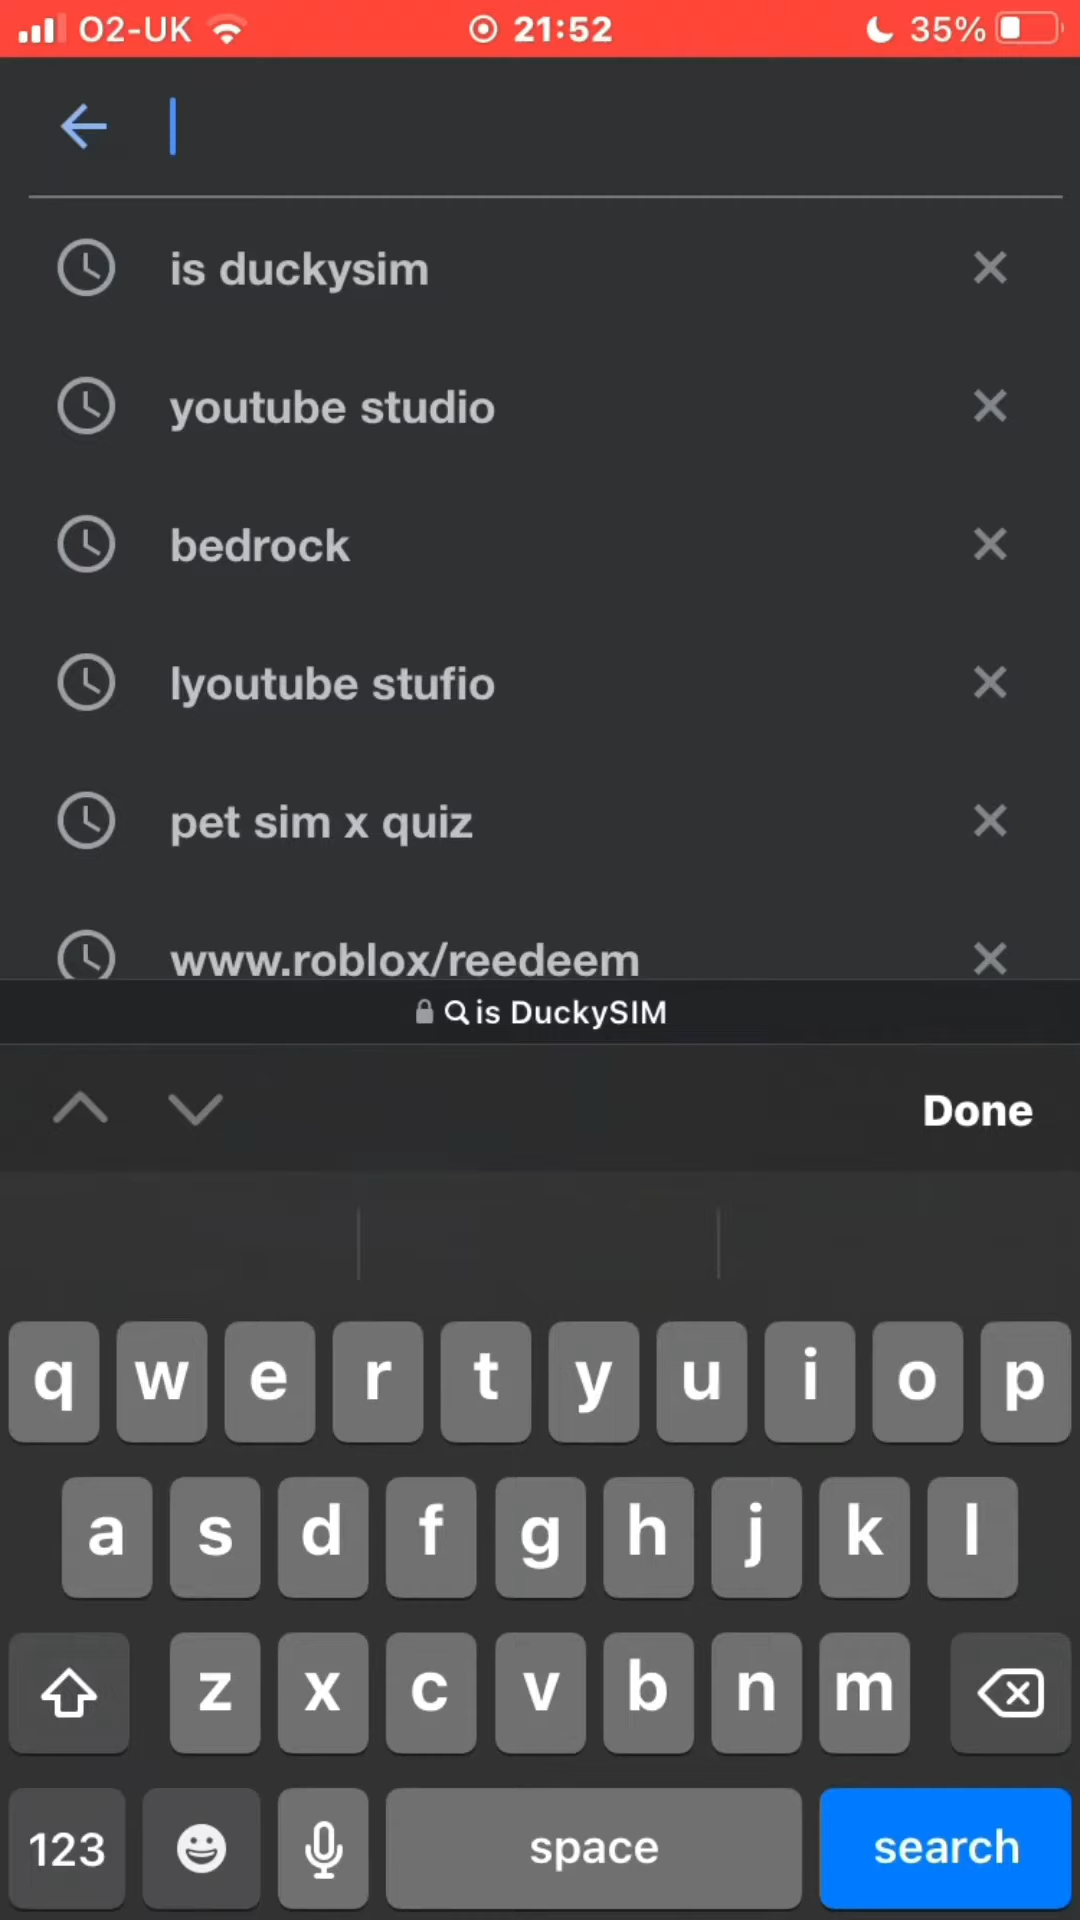 O2-UK 21:52 35%
is duckysim
youtube studio
bedrock
lyoutube stufio
pet sim x quiz
www.roblox/reedeem
is DuckySIM
Done
q w e r t y u i o p
a s d f g h j k l
z x c v b n m
123 space search